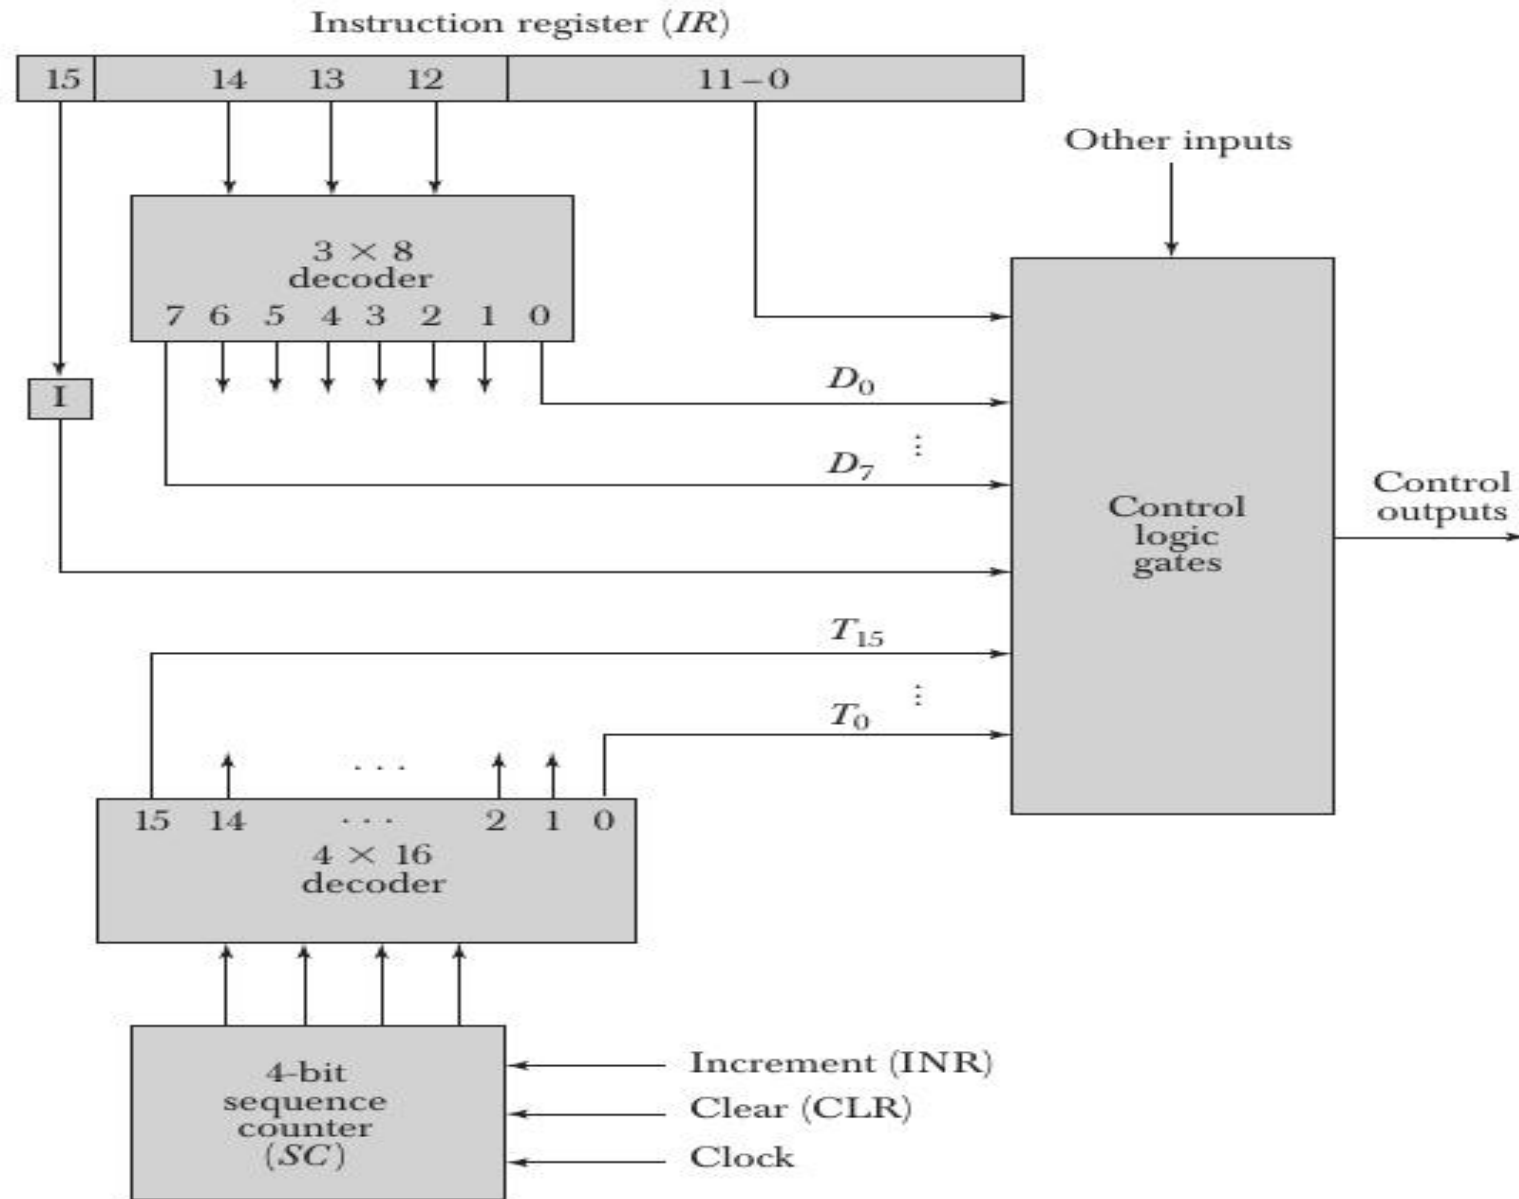 Instruction register (IR)
15 14 13 12 11–0
Other inputs
3 × 8
decoder
7 6 5 4 3 2 1 0
I
D0
⋮
D7
Control
logic
gates
Control
outputs
T15
⋮
T0
. . .
15 14 . . . 2 1 0
4 × 16
decoder
4-bit
sequence
counter
(SC)
Increment (INR)
Clear (CLR)
Clock